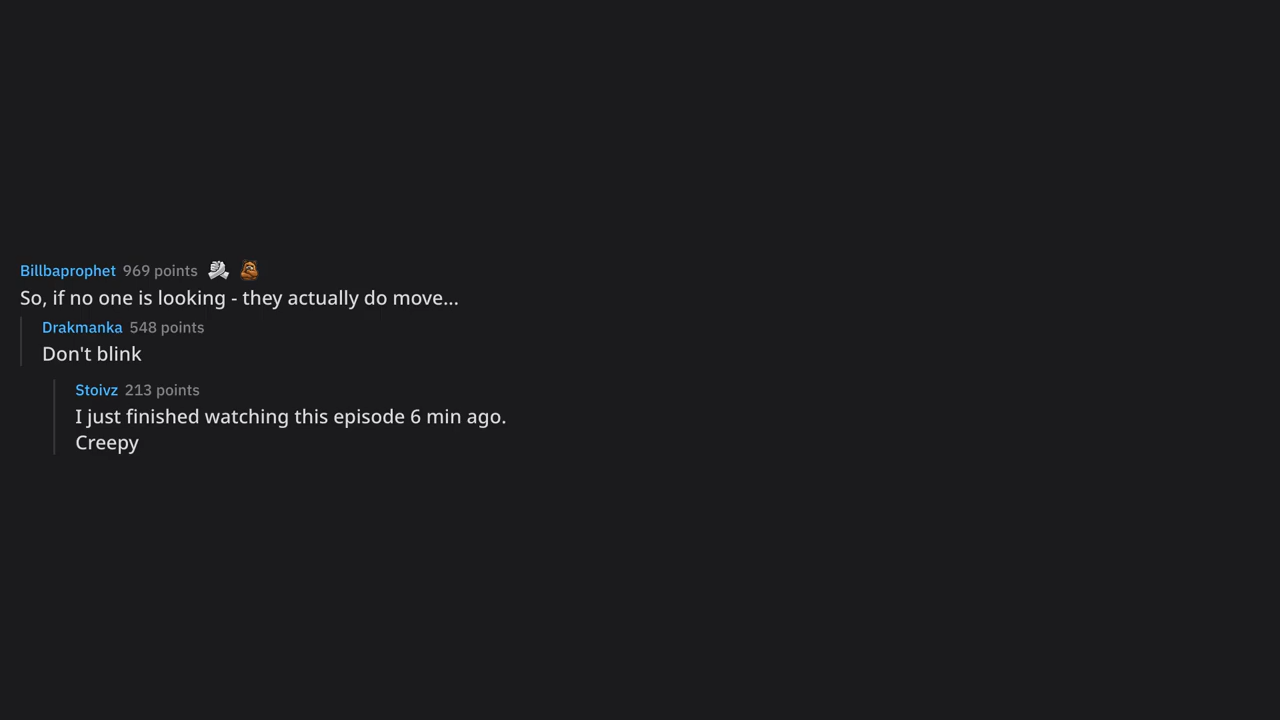 Billbaprophet 969 points
So, if no one is looking - they actually do move...
Drakmanka 548 points
Don't blink
Stoivz 213 points
I just finished watching this episode 6 min ago.
Creepy